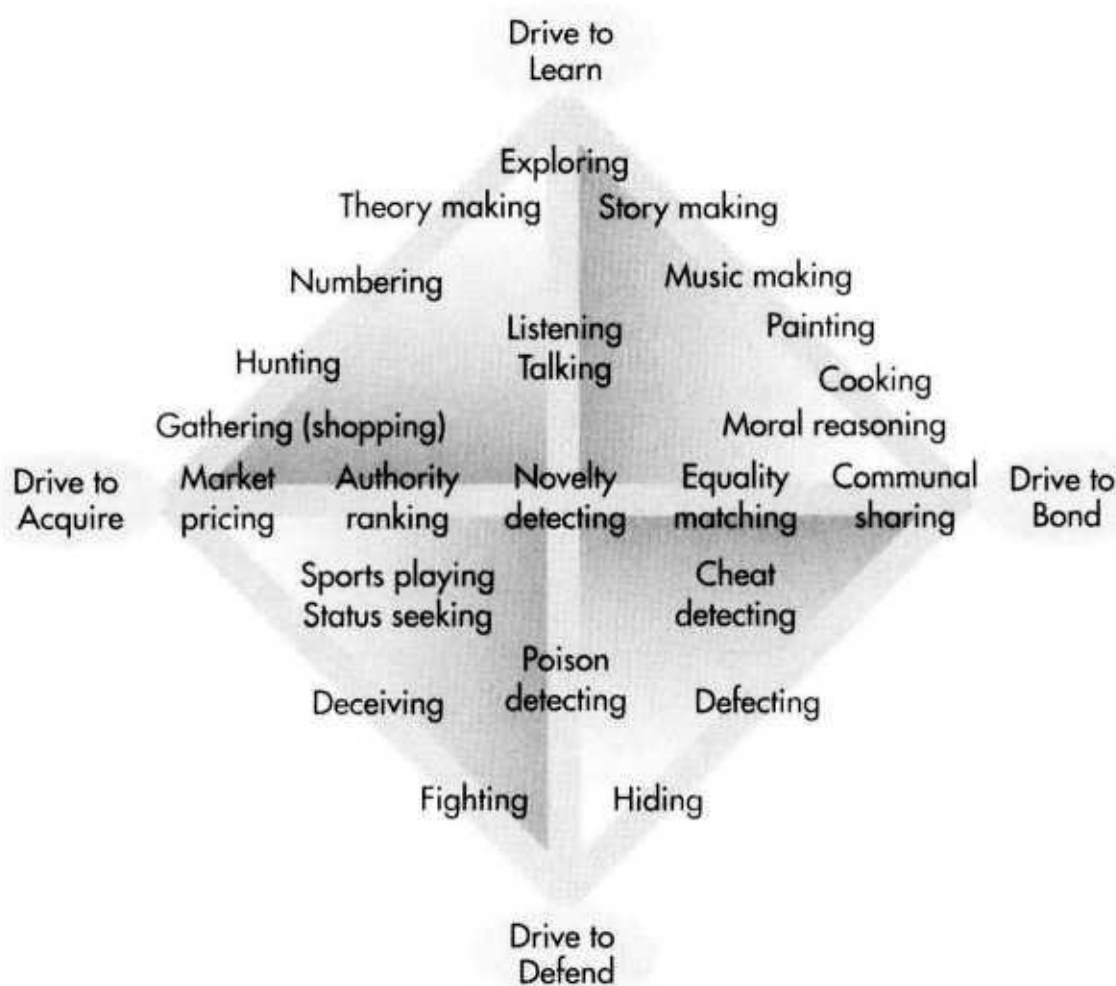 Drive to
Learn
Exploring
Theory making
Story making
Numbering
Music making
Listening
Talking
Painting
Hunting
Cooking
Gathering (shopping)
Moral reasoning
Drive to
Acquire
Market
pricing
Authority
ranking
Novelty
detecting
Equality
matching
Communal
sharing
Drive to
Bond
Sports playing
Status seeking
Cheat
detecting
Poison
detecting
Deceiving
Defecting
Fighting
Hiding
Drive to
Defend